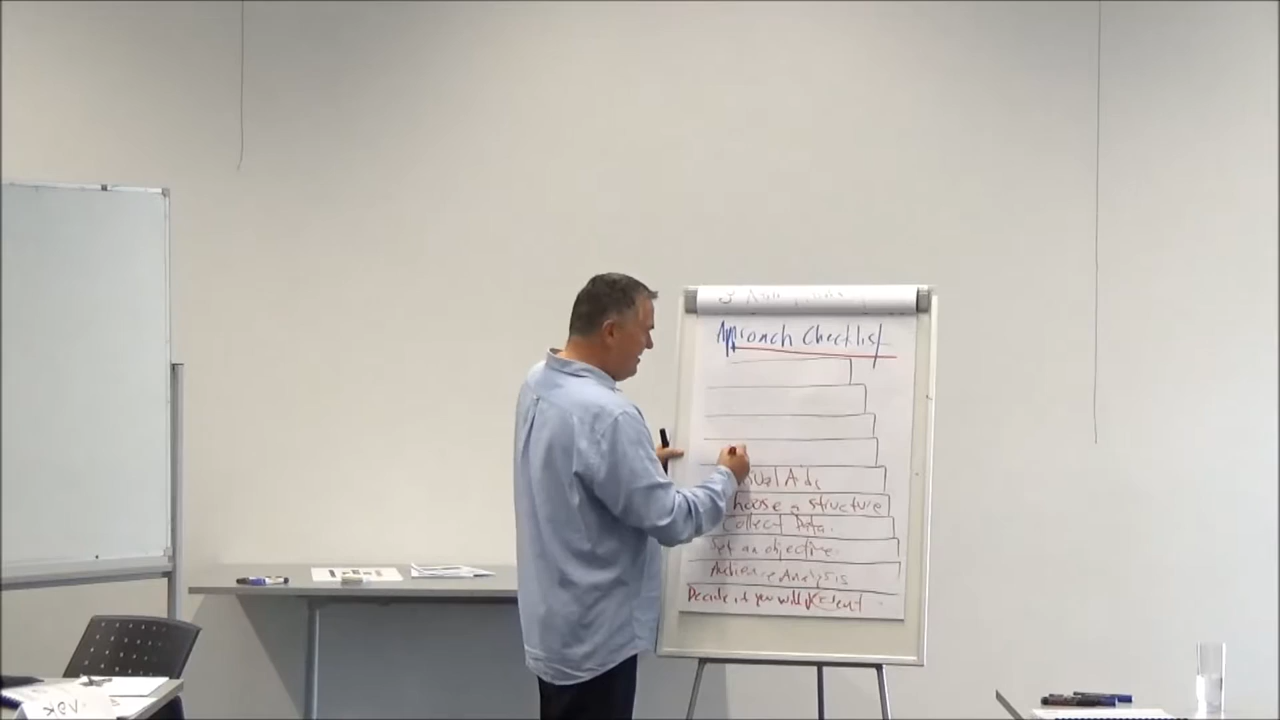 Approach Checklist
Visual Aids
Choose a structure
Collect Data.
Set an objective.
Audience Analysis
Decide if you will present